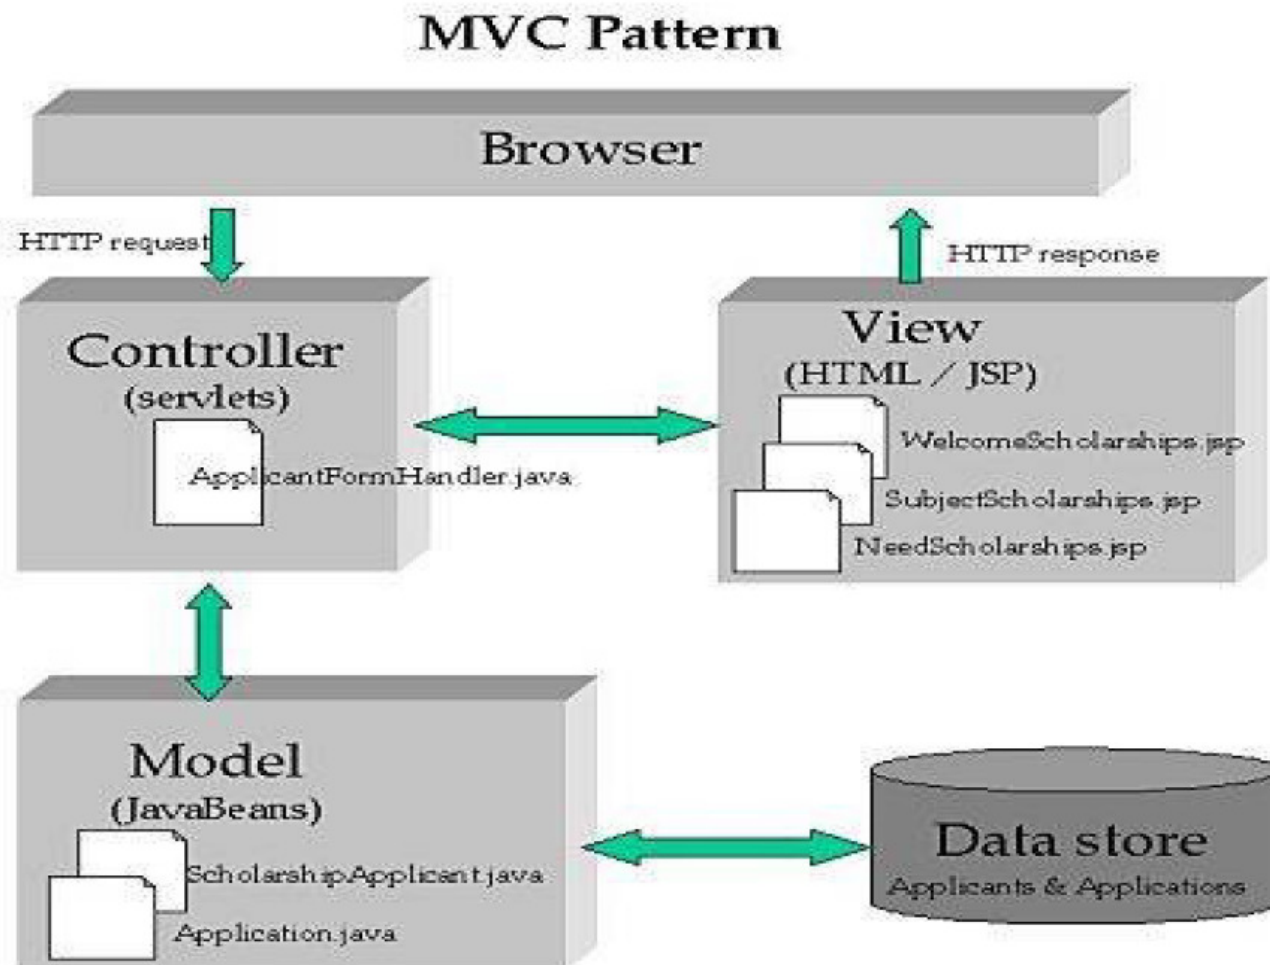 MVC Pattern
Browser
HTTP request
HTTP response
Controller
(servlets)
ApplicantFormHandler.java
View
(HTML / JSP)
WelcomeScholarships.jsp
SubjectScholarships.jsp
NeedScholarships.jsp
Model
(JavaBeans)
ScholarshipApplicant.java
Application.java
Data store
Applicants & Applications